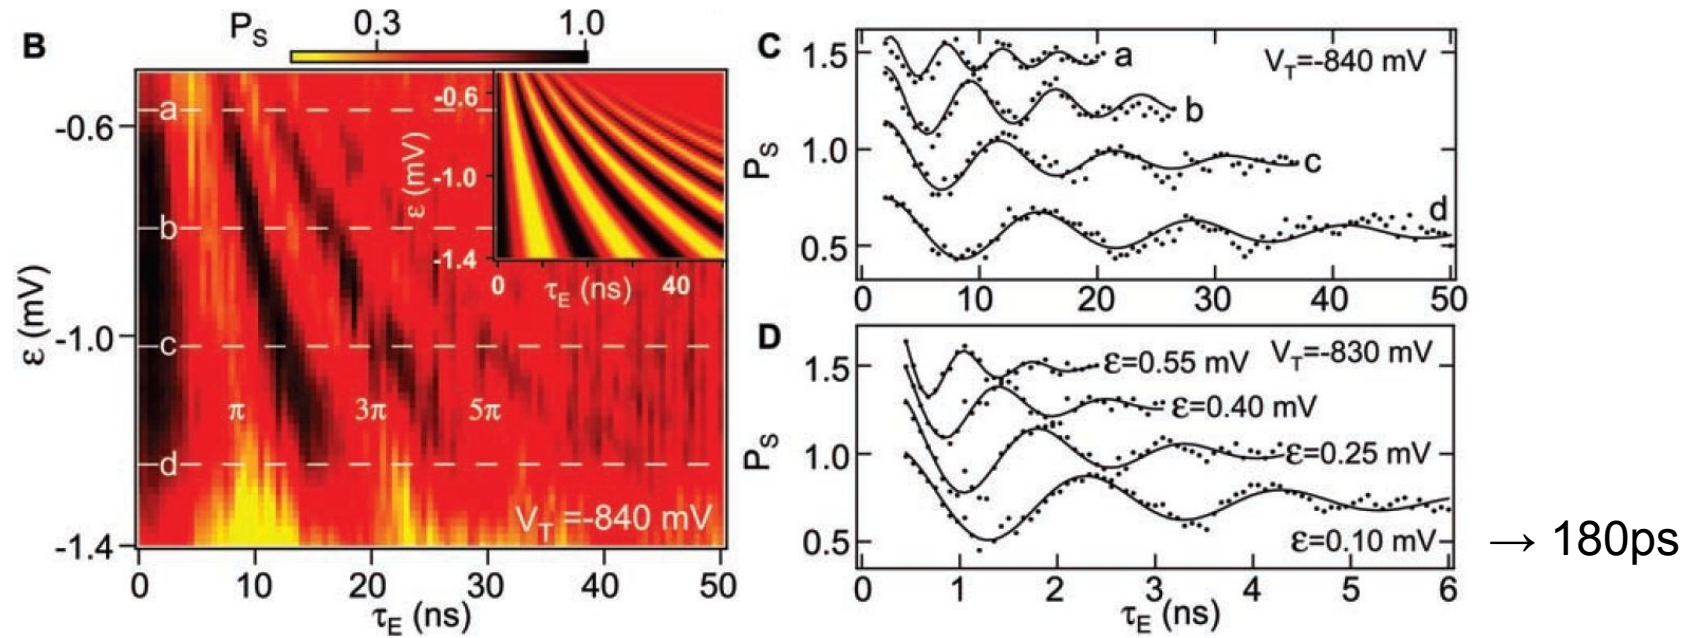 B
P_S
0.3
1.0
-0.6
-1.0
-1.4
ε (mV)
a
b
c
d
π
3π
5π
V_T =-840 mV
0 10 20 30 40 50
τ_E (ns)
-0.6
-1.0
-1.4
ε (mV)
0 τ_E (ns) 40
C
1.5
1.0
0.5
P_S
V_T=-840 mV
a
b
c
d
0 10 20 30 40 50
D
1.5
1.0
0.5
P_S
V_T=-830 mV
ε=0.55 mV
ε=0.40 mV
ε=0.25 mV
ε=0.10 mV
0 1 2 3 4 5 6
τ_E (ns)
→ 180ps